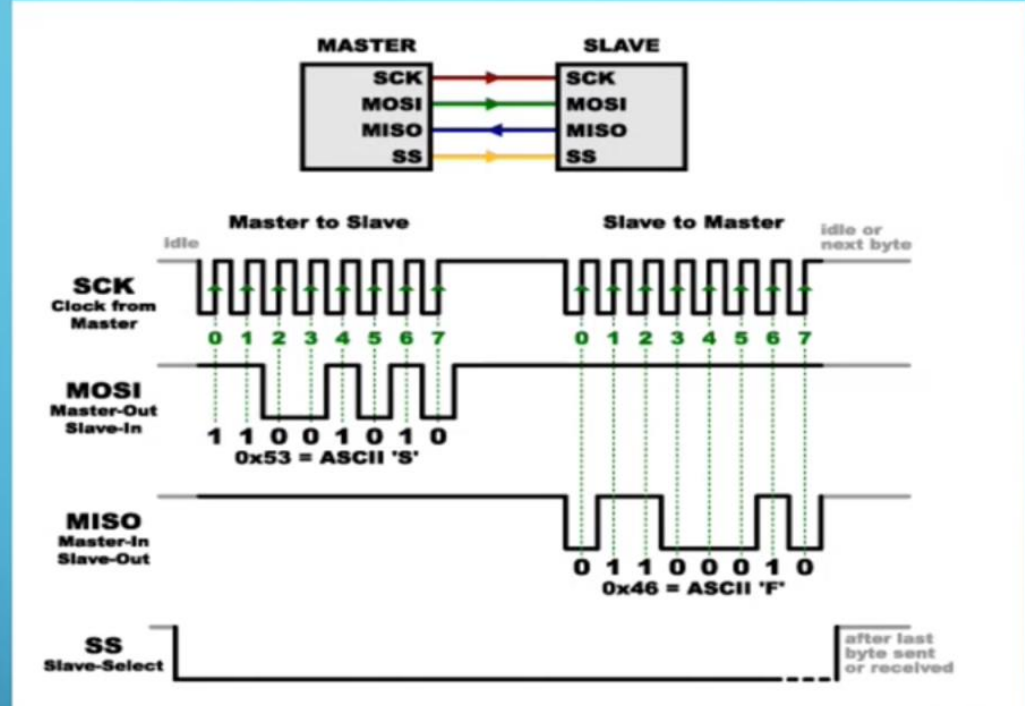 MASTER SLAVE
SCK SCK
MOSI MOSI
MISO MISO
SS SS
Master to Slave Slave to Master
Idle
idle or
next byte
SCK
Clock from
Master
0 1 2 3 4 5 6 7 0 1 2 3 4 5 6 7
MOSI
Master-Out
Slave-In
1 1 0 0 1 0 1 0
0x53 = ASCII 'S'
MISO
Master-In
Slave-Out
0 1 1 0 0 0 1 0
0x46 = ASCII 'F'
SS
Slave-Select
after last
byte sent
or received